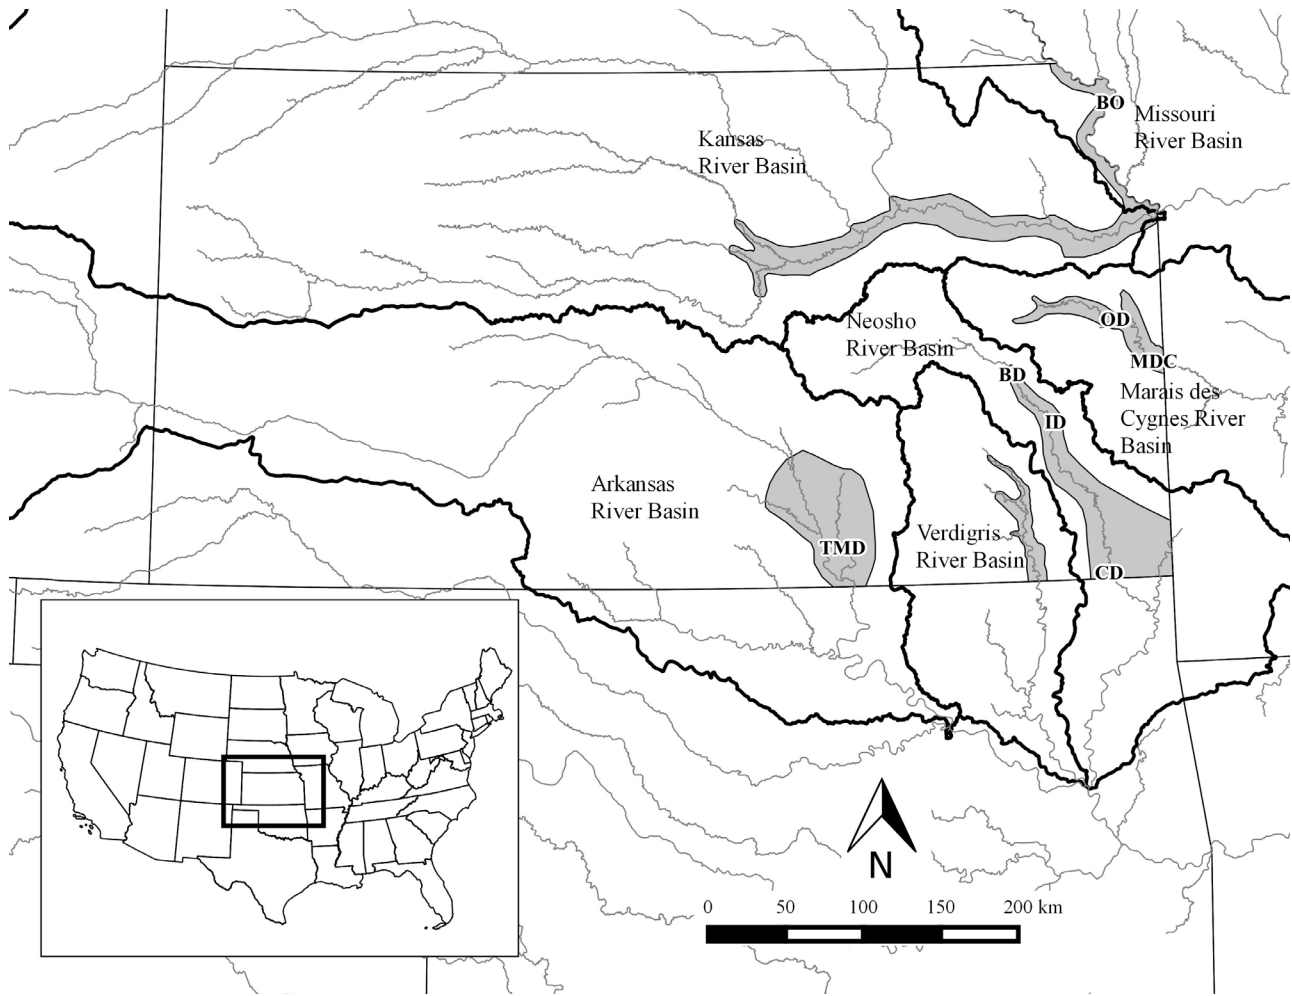 BO
Missouri
River Basin
Kansas
River Basin
Neosho
River Basin
OD
MDC
BD
Marais des
Cygnes River
Basin
ID
Arkansas
River Basin
TMD
Verdigris
River Basin
CD
N
0 50 100 150 200 km